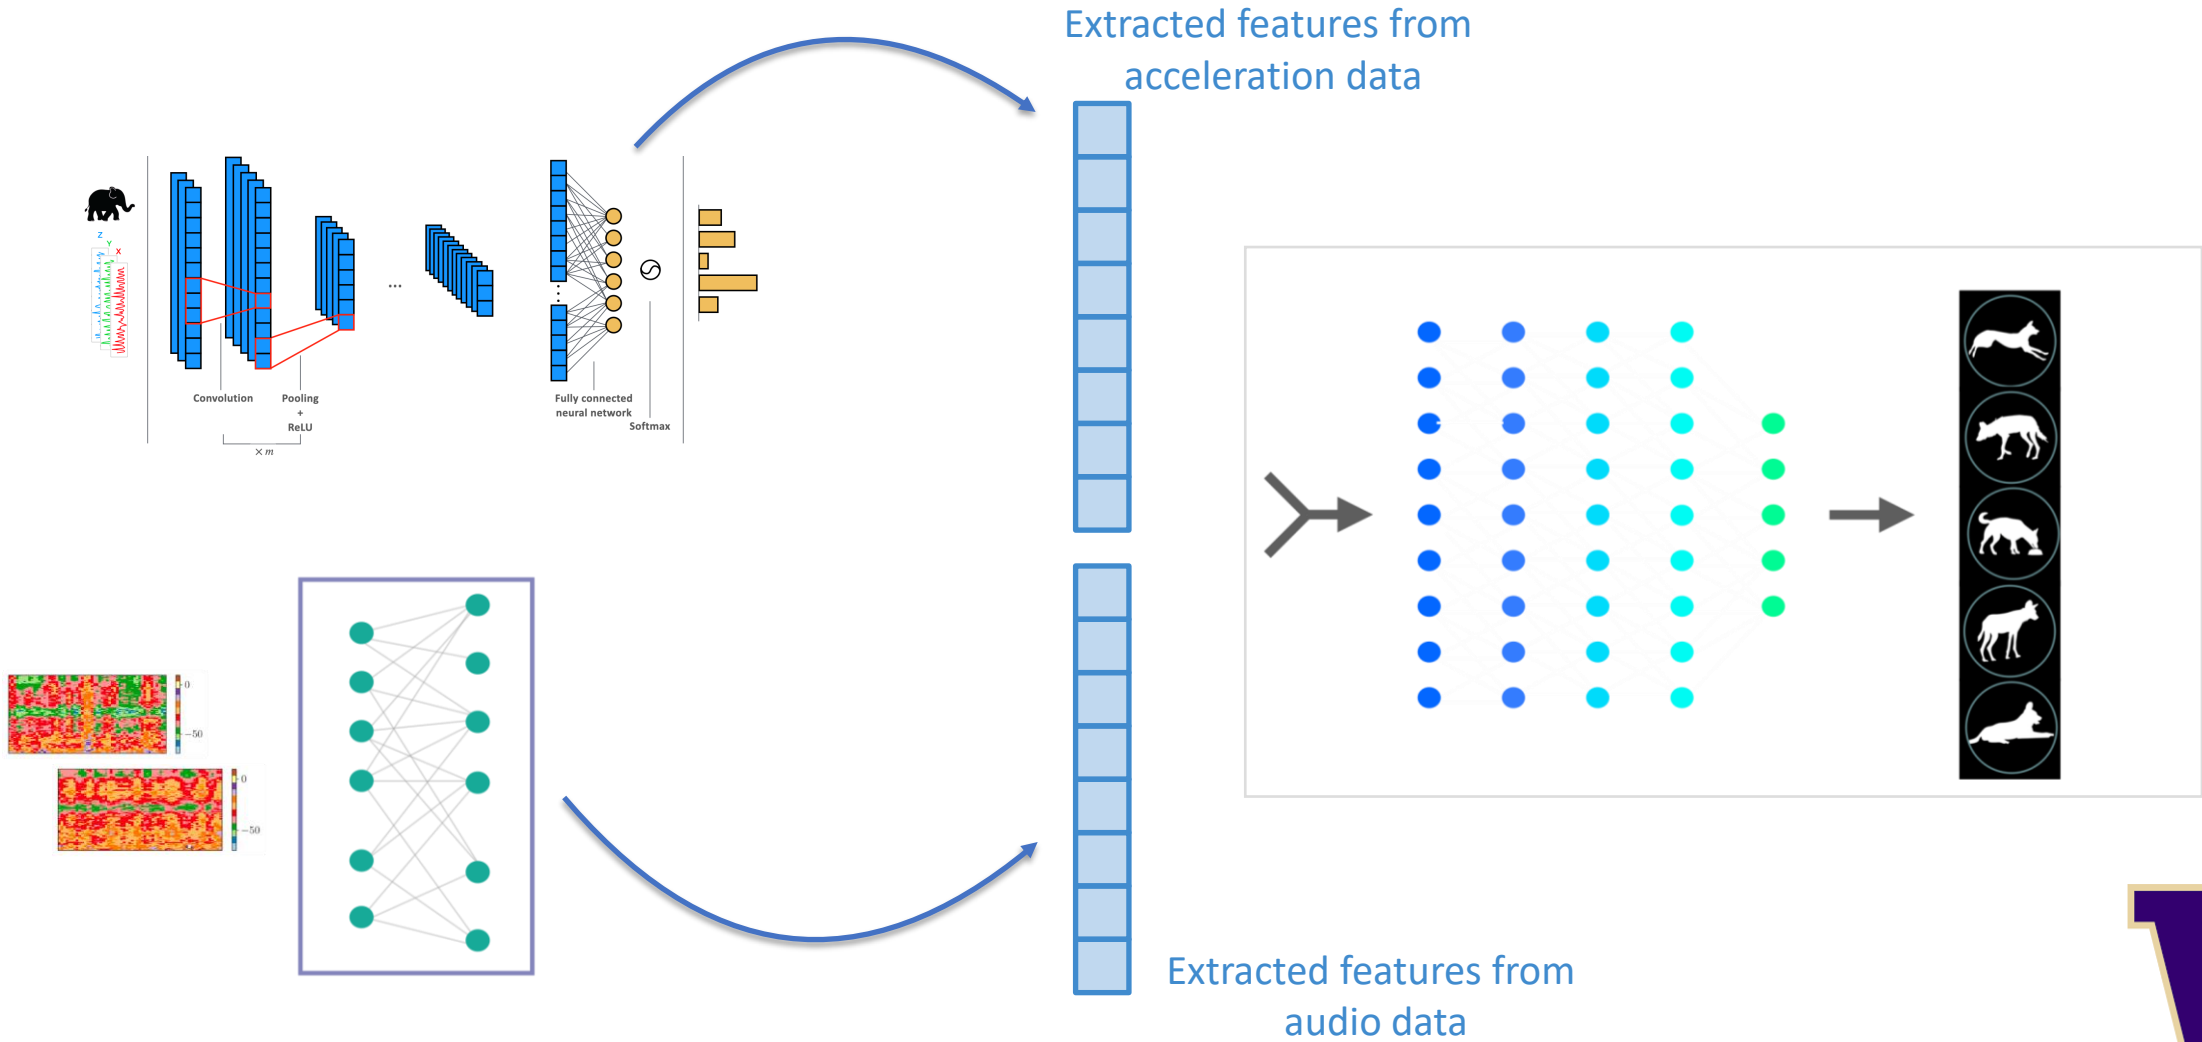 Extracted features from
acceleration data
Z
Y
X
...
Convolution
Pooling
+
ReLU
× m
Fully connected
neural network
Softmax
0
−50
0
−50
Extracted features from
audio data